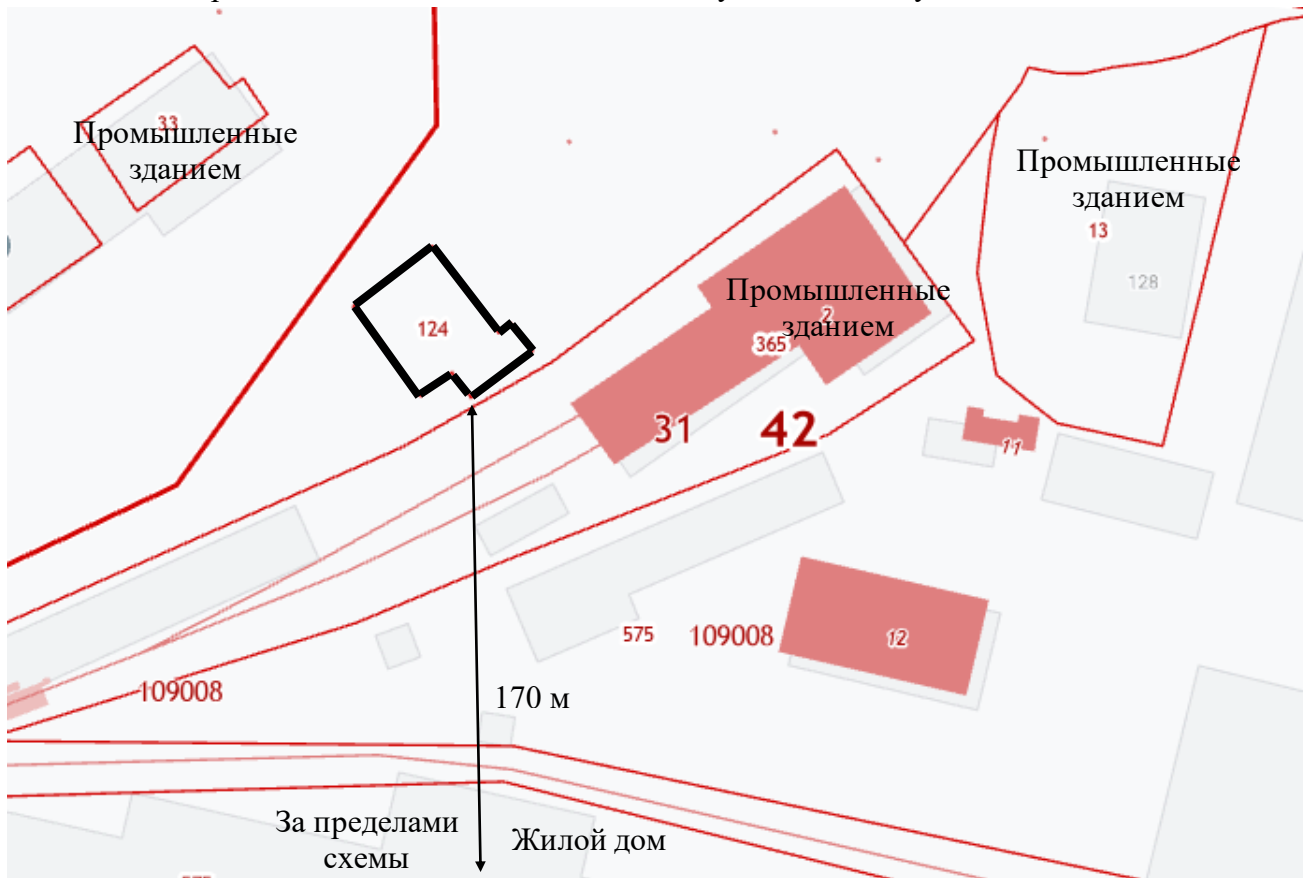 33
Промышленные
зданием
Промышленные
зданием
13
128
124
Промышленные
зданием
2
365
31
42
11
575
109008
12
109008
170 м
За пределами
схемы
Жилой дом